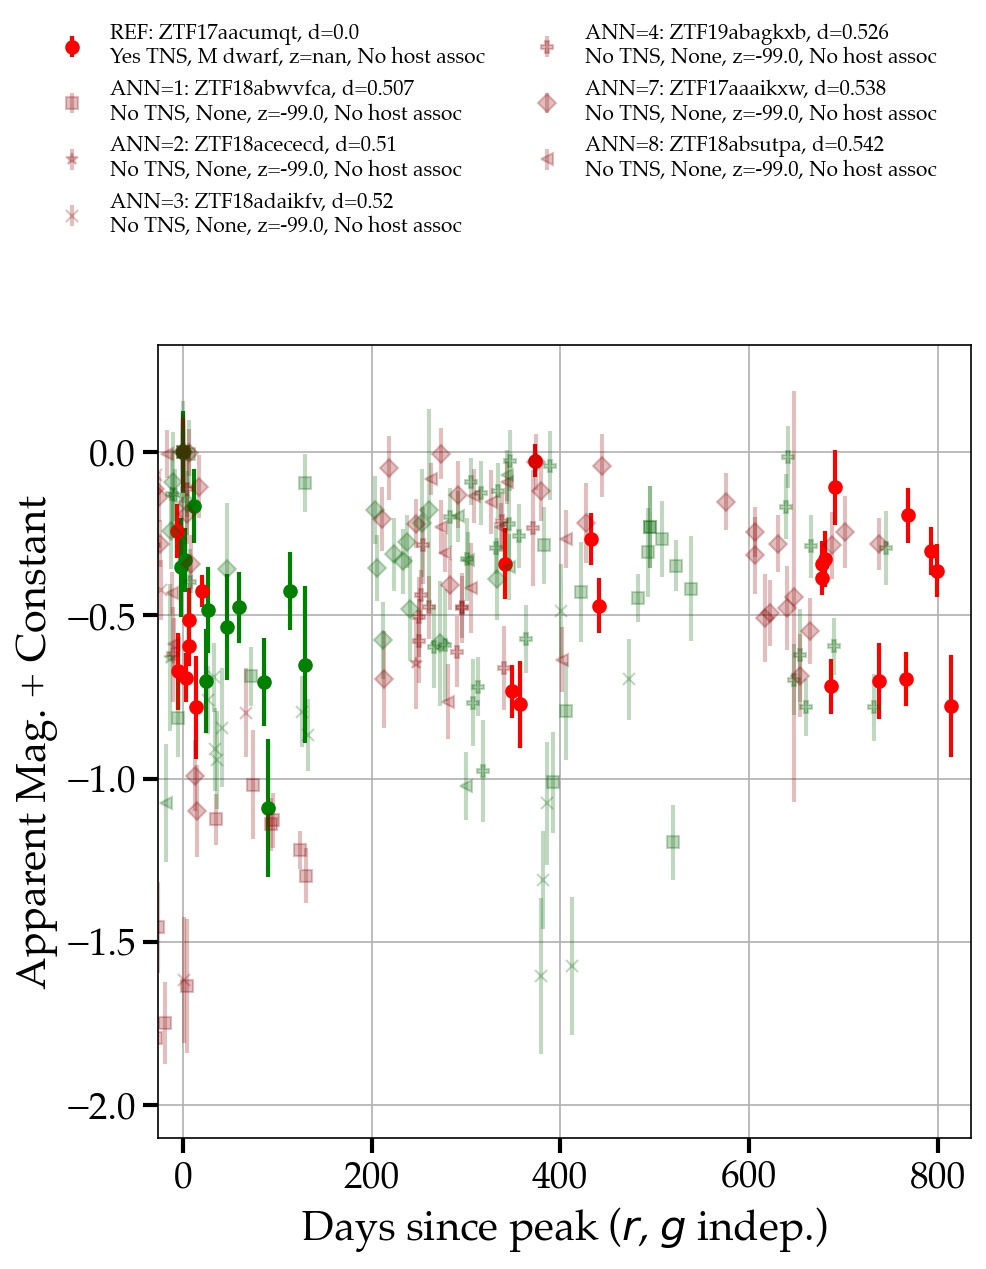 REF: ZTF17aacumqt, d=0.0
Yes TNS, M dwarf, z=nan, No host assoc
ANN=1: ZTF18abwvfca, d=0.507
No TNS, None, z=-99.0, No host assoc
ANN=2: ZTF18acececd, d=0.51
No TNS, None, z=-99.0, No host assoc
ANN=3: ZTF18adaikfv, d=0.52
No TNS, None, z=-99.0, No host assoc
ANN=4: ZTF19abagkxb, d=0.526
No TNS, None, z=-99.0, No host assoc
ANN=7: ZTF17aaaikxw, d=0.538
No TNS, None, z=-99.0, No host assoc
ANN=8: ZTF18absutpa, d=0.542
No TNS, None, z=-99.0, No host assoc
Apparent Mag. + Constant
0.0
−0.5
−1.0
−1.5
−2.0
0 200 400 600 800
Days since peak (r, g indep.)